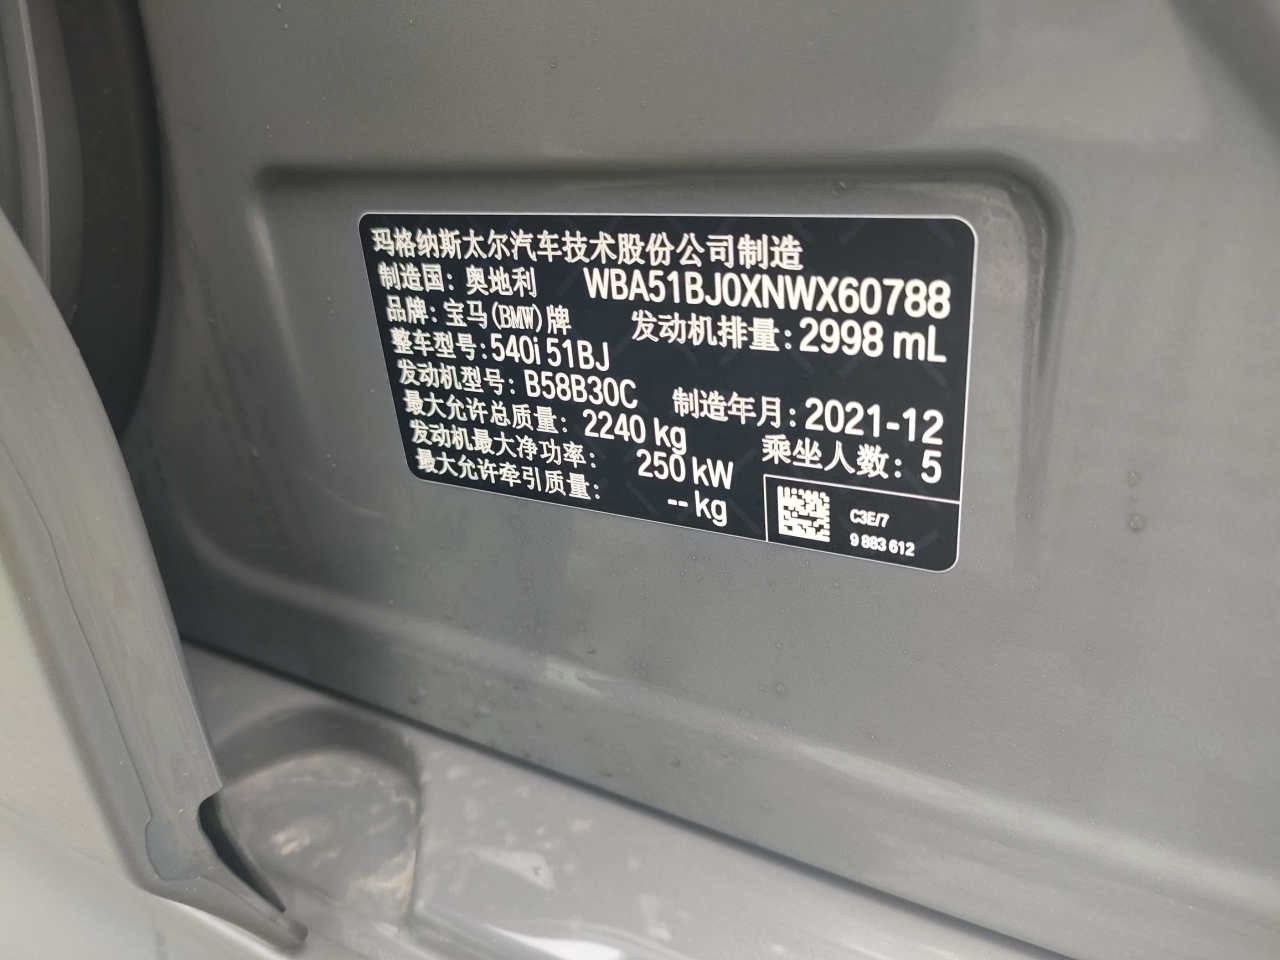 玛格纳斯太尔汽车技术股份公司制造
制造国：奥地利 WBA51BJ0XNWX60788
品牌：宝马(BMW)牌 发动机排量：2998 mL
整车型号：540i 51BJ
发动机型号：B58B30C 制造年月：2021-12
最大允许总质量：2240 kg 乘坐人数：5
发动机最大净功率：250 kW
最大允许牵引质量：-- kg
C3E/7
9 883 612